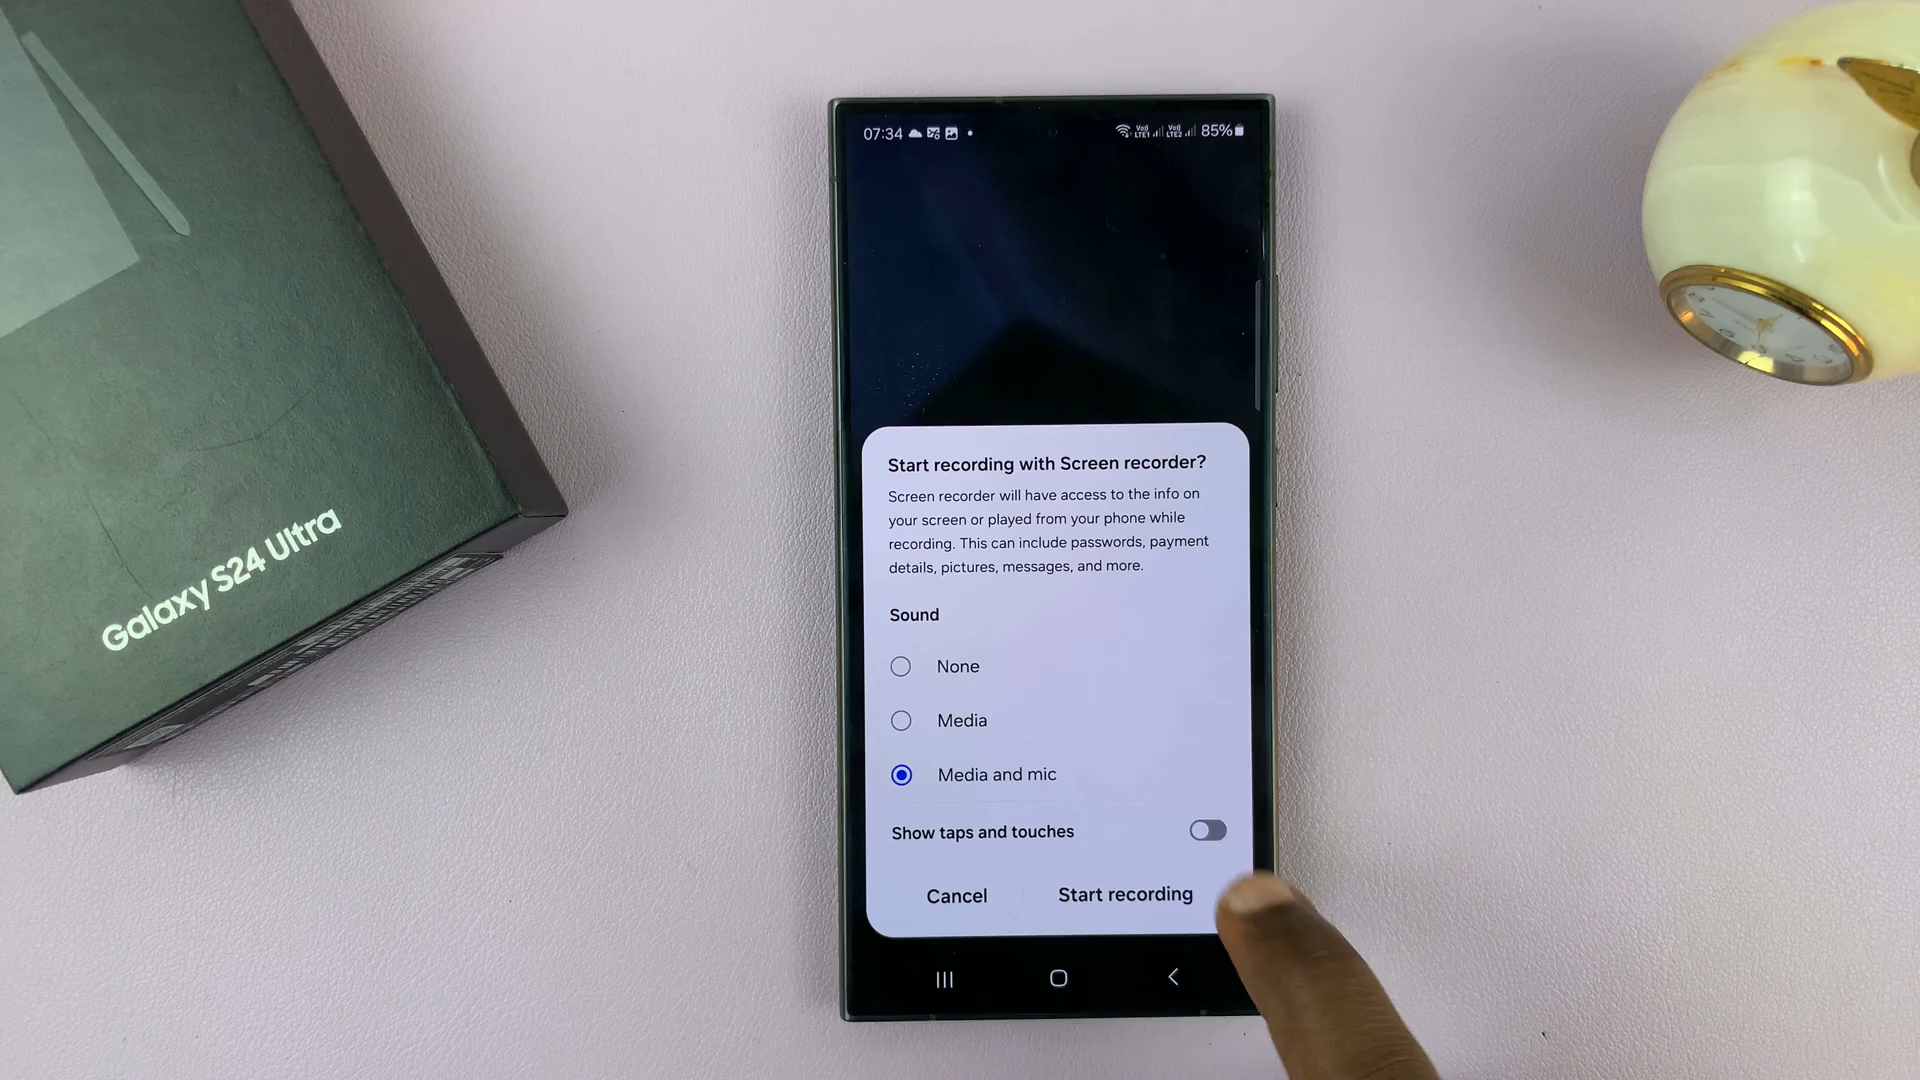 Galaxy S24 Ultra
07:34
85%
Start recording with Screen recorder?
Screen recorder will have access to the info on
your screen or played from your phone while
recording. This can include passwords, payment
details, pictures, messages, and more.
Sound
None
Media
Media and mic
Show taps and touches
Cancel
Start recording